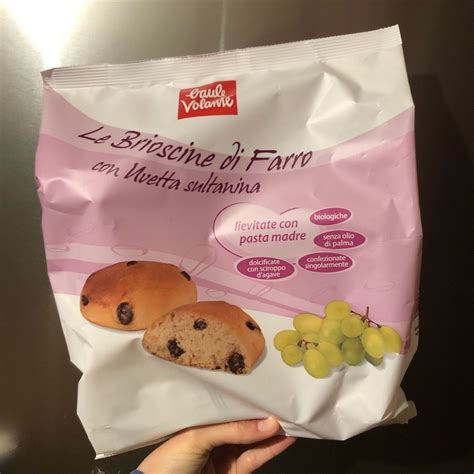 Baule
Volante
Le Brioscine di Farro
con Uvetta sultanina
lievitate con
pasta madre
biologiche
senza olio
di palma
dolcificate
con sciroppo
d'agave
confezionate
singolarmente